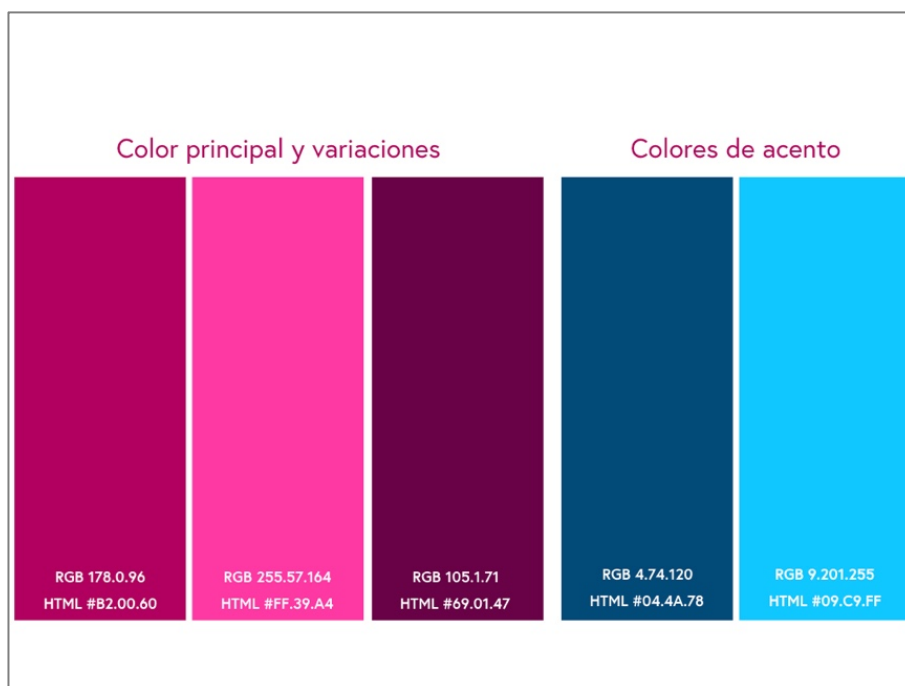 Color principal y variaciones
Colores de acento
RGB 178.0.96
HTML #B2.00.60
RGB 255.57.164
HTML #FF.39.A4
RGB 105.1.71
HTML #69.01.47
RGB 4.74.120
HTML #04.4A.78
RGB 9.201.255
HTML #09.C9.FF